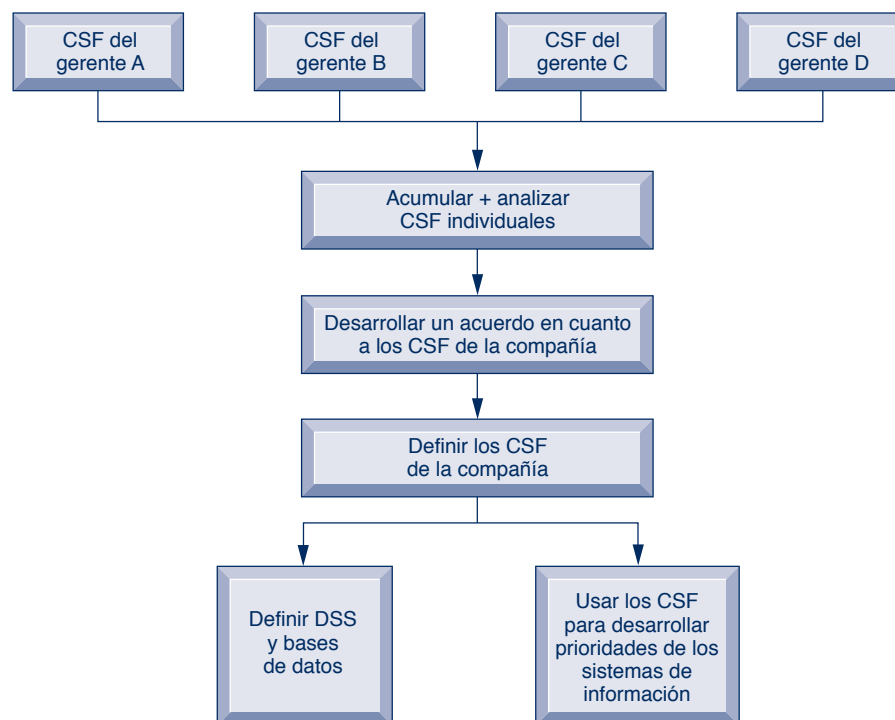 CSF del
gerente A
CSF del
gerente B
CSF del
gerente C
CSF del
gerente D
Acumular + analizar
CSF individuales
Desarrollar un acuerdo en cuanto
a los CSF de la compañía
Definir los CSF
de la compañía
Definir DSS
y bases
de datos
Usar los CSF
para desarrollar
prioridades de los
sistemas de
información